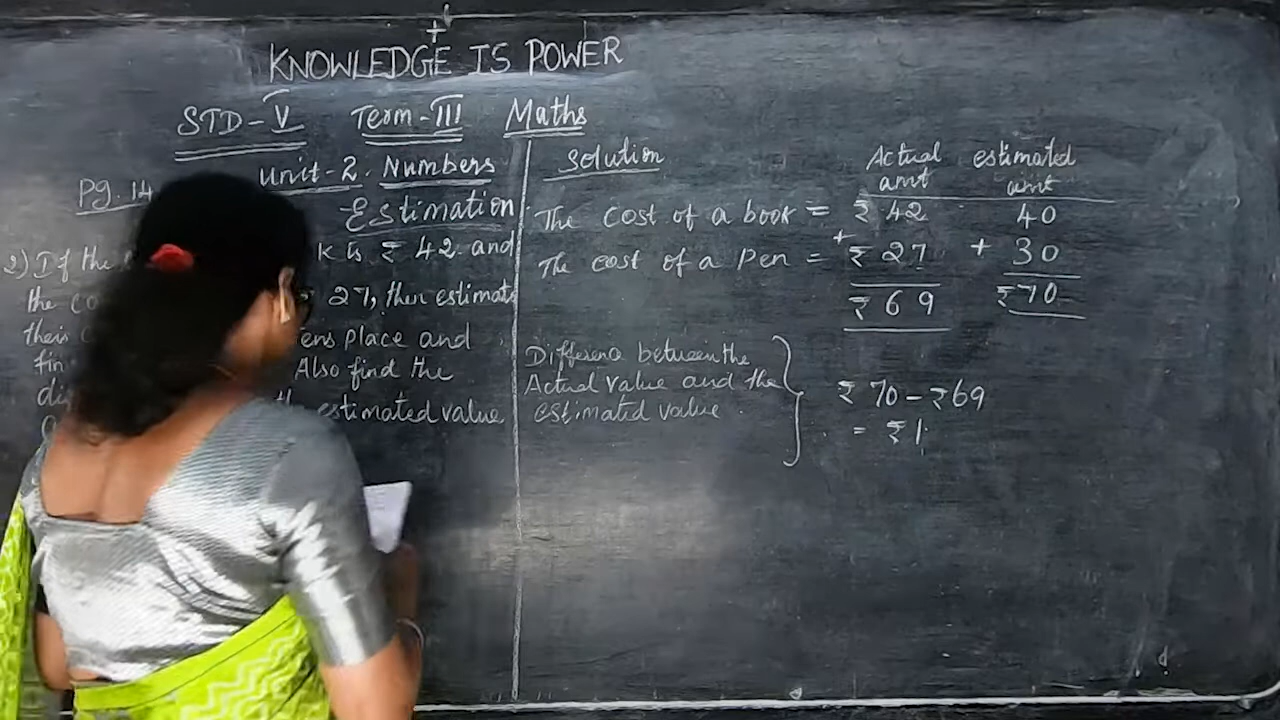 KNOWLEDGE IS POWER
STD-V Term-III Maths
Unit-2. Numbers
Pg. 14
Estimation
2) If the k is ₹ 42 and
the co ₹ 27, then estimate
their tens place and
fin Also find the
di the estimated value
Solution
Actual estimated
amt amt
The cost of a book = ₹ 42 40
The cost of a pen = + ₹ 27 + 30
₹ 69 ₹70
Difference between the
Actual value and the
estimated value.
₹ 70 - ₹69
= ₹1